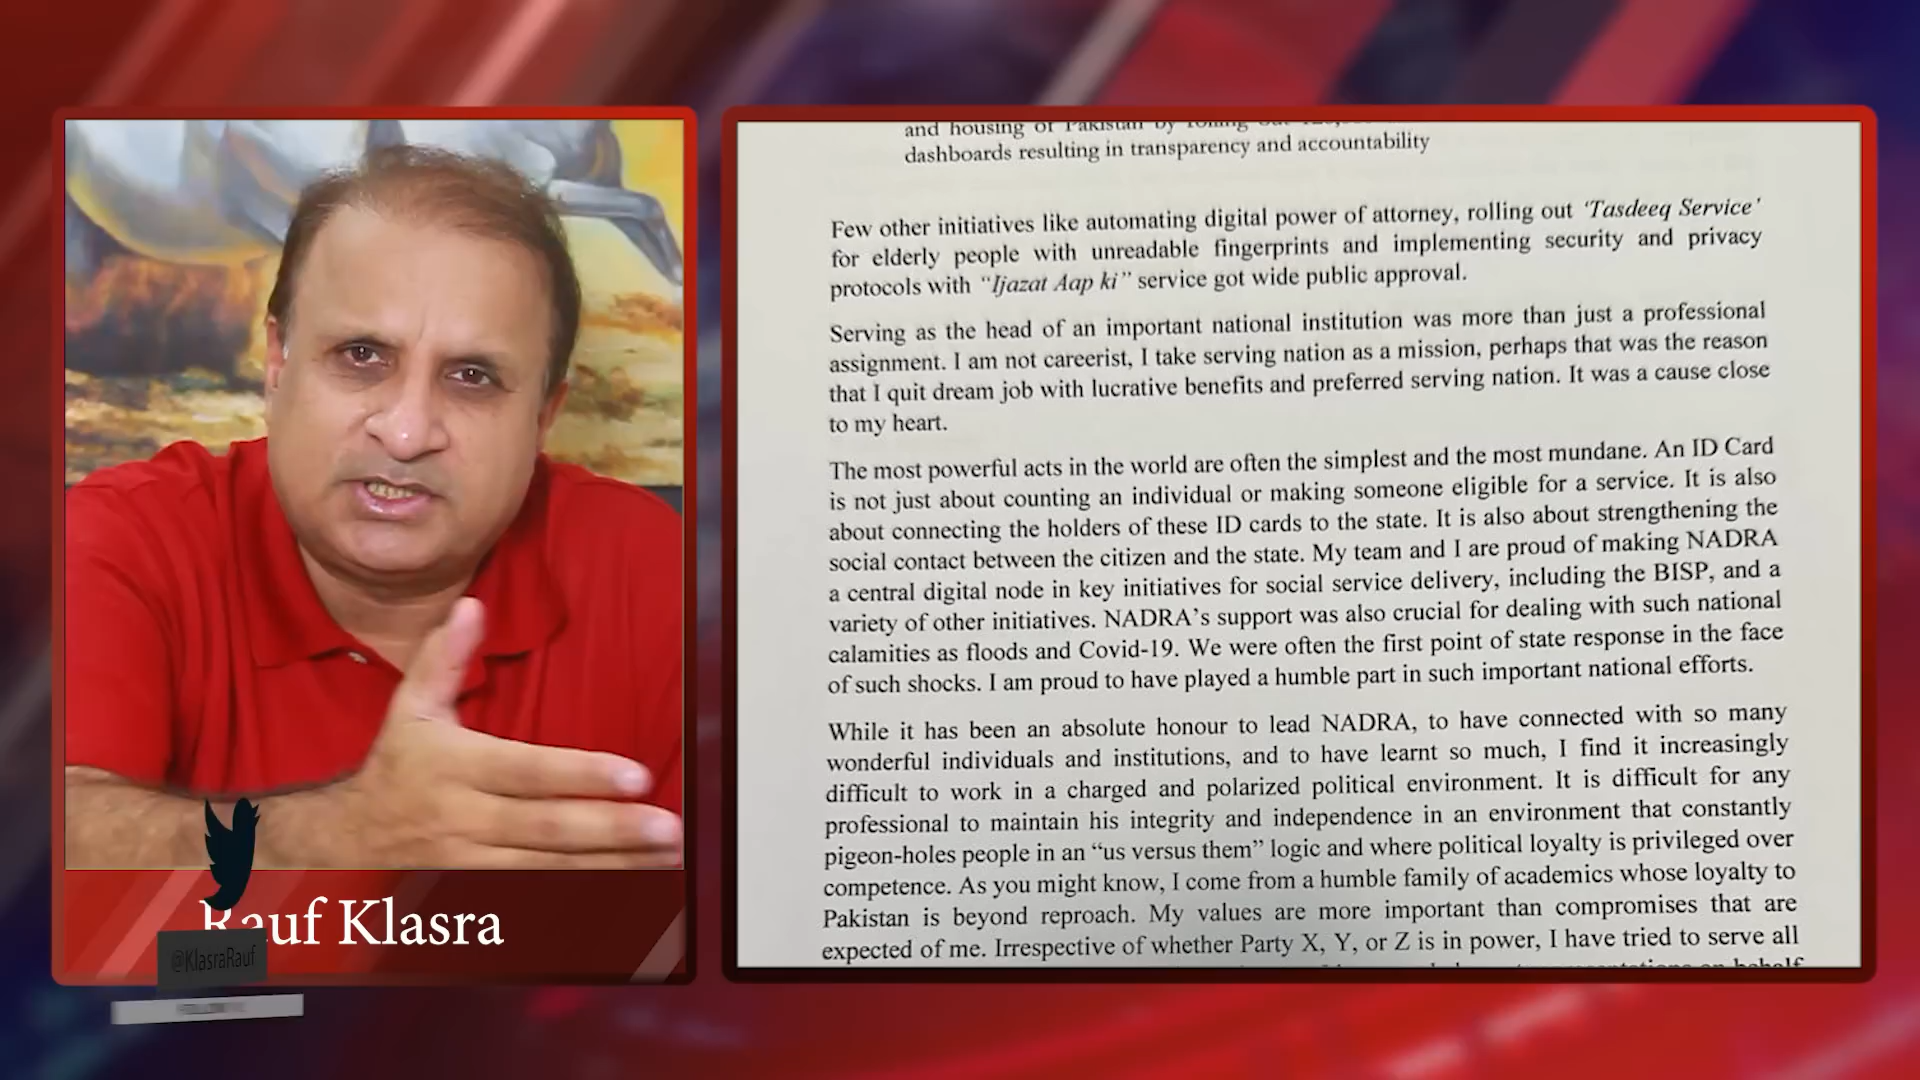 and housing of Pakistan by rolling out
dashboards resulting in transparency and accountability
Few other initiatives like automating digital power of attorney, rolling out ‘Tasdeeq Service’
for elderly people with unreadable fingerprints and implementing security and privacy
protocols with “Ijazat Aap ki” service got wide public approval.
Serving as the head of an important national institution was more than just a professional
assignment. I am not careerist, I take serving nation as a mission, perhaps that was the reason
that I quit dream job with lucrative benefits and preferred serving nation. It was a cause close
to my heart.
The most powerful acts in the world are often the simplest and the most mundane. An ID Card
is not just about counting an individual or making someone eligible for a service. It is also
about connecting the holders of these ID cards to the state. It is also about strengthening the
social contact between the citizen and the state. My team and I are proud of making NADRA
a central digital node in key initiatives for social service delivery, including the BISP, and a
variety of other initiatives. NADRA’s support was also crucial for dealing with such national
calamities as floods and Covid-19. We were often the first point of state response in the face
of such shocks. I am proud to have played a humble part in such important national efforts.
While it has been an absolute honour to lead NADRA, to have connected with so many
wonderful individuals and institutions, and to have learnt so much, I find it increasingly
difficult to work in a charged and polarized political environment. It is difficult for any
professional to maintain his integrity and independence in an environment that constantly
pigeon-holes people in an “us versus them” logic and where political loyalty is privileged over
competence. As you might know, I come from a humble family of academics whose loyalty to
Pakistan is beyond reproach. My values are more important than compromises that are
expected of me. Irrespective of whether Party X, Y, or Z is in power, I have tried to serve all
Rauf Klasra
@KlasraRauf